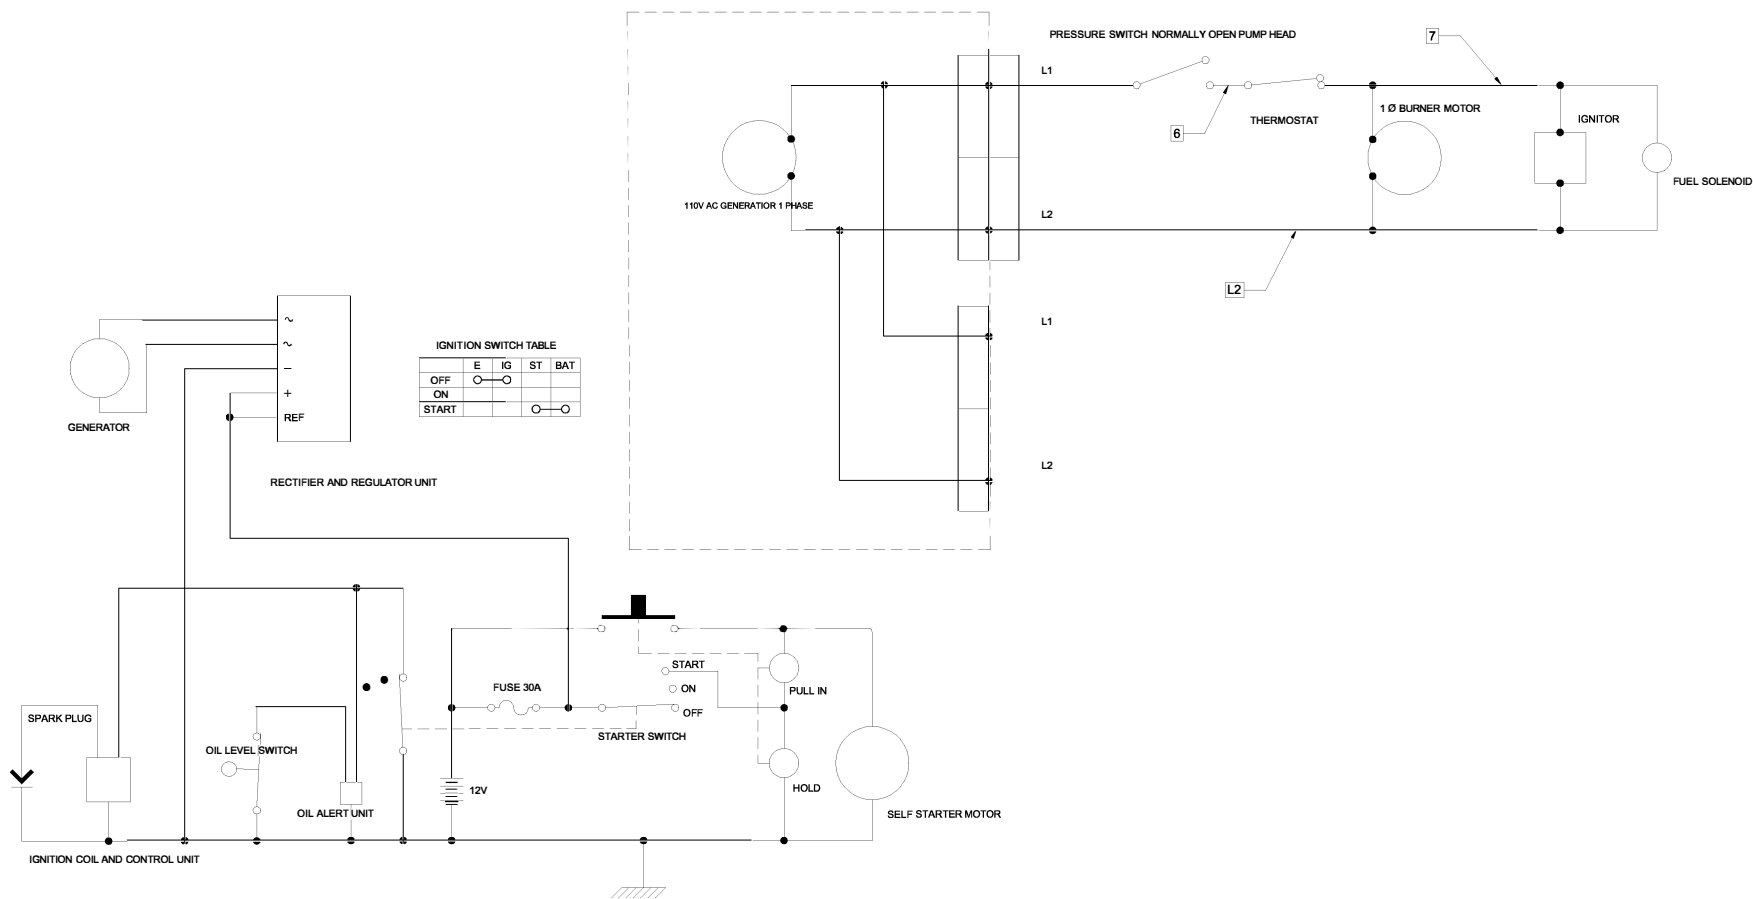 PRESSURE SWITCH NORMALLY OPEN PUMP HEAD
7
L1
6
THERMOSTAT
1 Ø BURNER MOTOR
IGNITOR
FUEL SOLENOID
110V AC GENERATIOR 1 PHASE
L2
L2
L1
L2
~
~
−
+
REF
GENERATOR
RECTIFIER AND REGULATOR UNIT
IGNITION SWITCH TABLE
E IG ST BAT
OFF
ON
START
START
ON
OFF
FUSE 30A
STARTER SWITCH
PULL IN
HOLD
SELF STARTER MOTOR
SPARK PLUG
OIL LEVEL SWITCH
12V
OIL ALERT UNIT
IGNITION COIL AND CONTROL UNIT